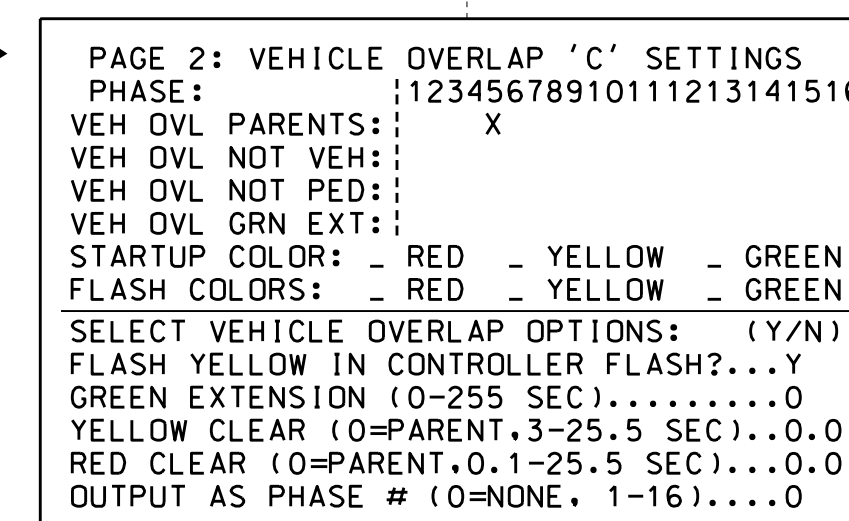 PAGE 2: VEHICLE OVERLAP 'C' SETTINGS
PHASE: ¦12345678910111213141516
VEH OVL PARENTS:¦ X
VEH OVL NOT VEH:¦
VEH OVL NOT PED:¦
VEH OVL GRN EXT:¦
STARTUP COLOR: _ RED _ YELLOW _ GREEN
FLASH COLORS: _ RED _ YELLOW _ GREEN
SELECT VEHICLE OVERLAP OPTIONS: (Y/N)
FLASH YELLOW IN CONTROLLER FLASH?...Y
GREEN EXTENSION (0-255 SEC).........0
YELLOW CLEAR (0=PARENT,3-25.5 SEC)..0.0
RED CLEAR (0=PARENT,0.1-25.5 SEC)...0.0
OUTPUT AS PHASE # (0=NONE, 1-16)....0